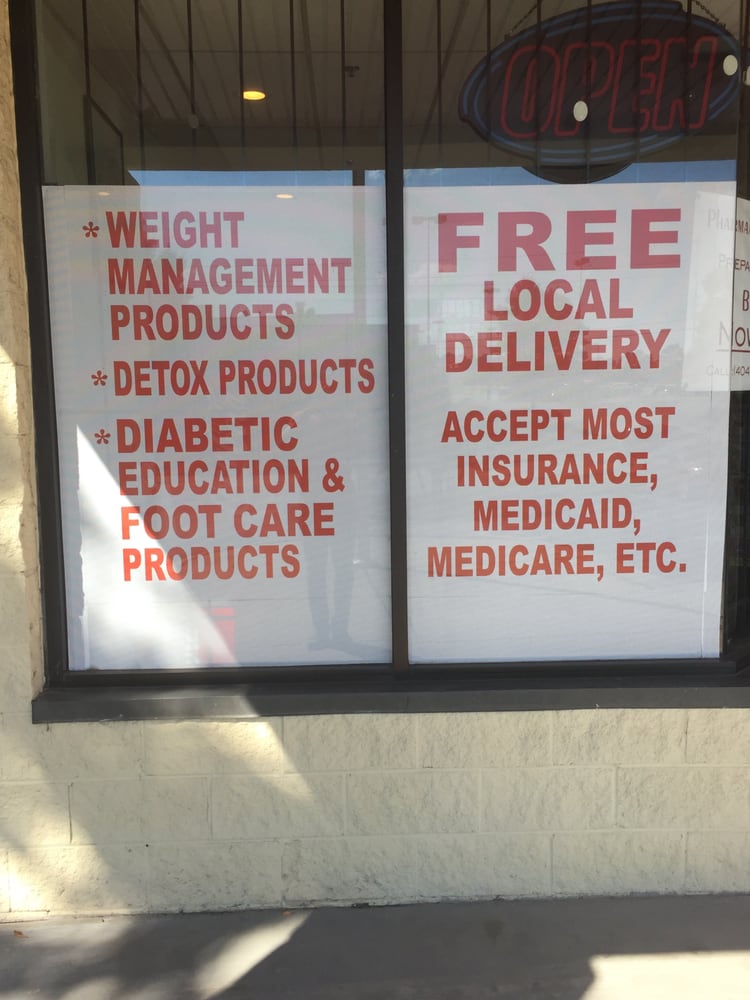 OPEN
* WEIGHT
MANAGEMENT
PRODUCTS
* DETOX PRODUCTS
* DIABETIC
EDUCATION &
FOOT CARE
PRODUCTS
FREE
LOCAL
DELIVERY
ACCEPT MOST
INSURANCE,
MEDICAID,
MEDICARE, ETC.